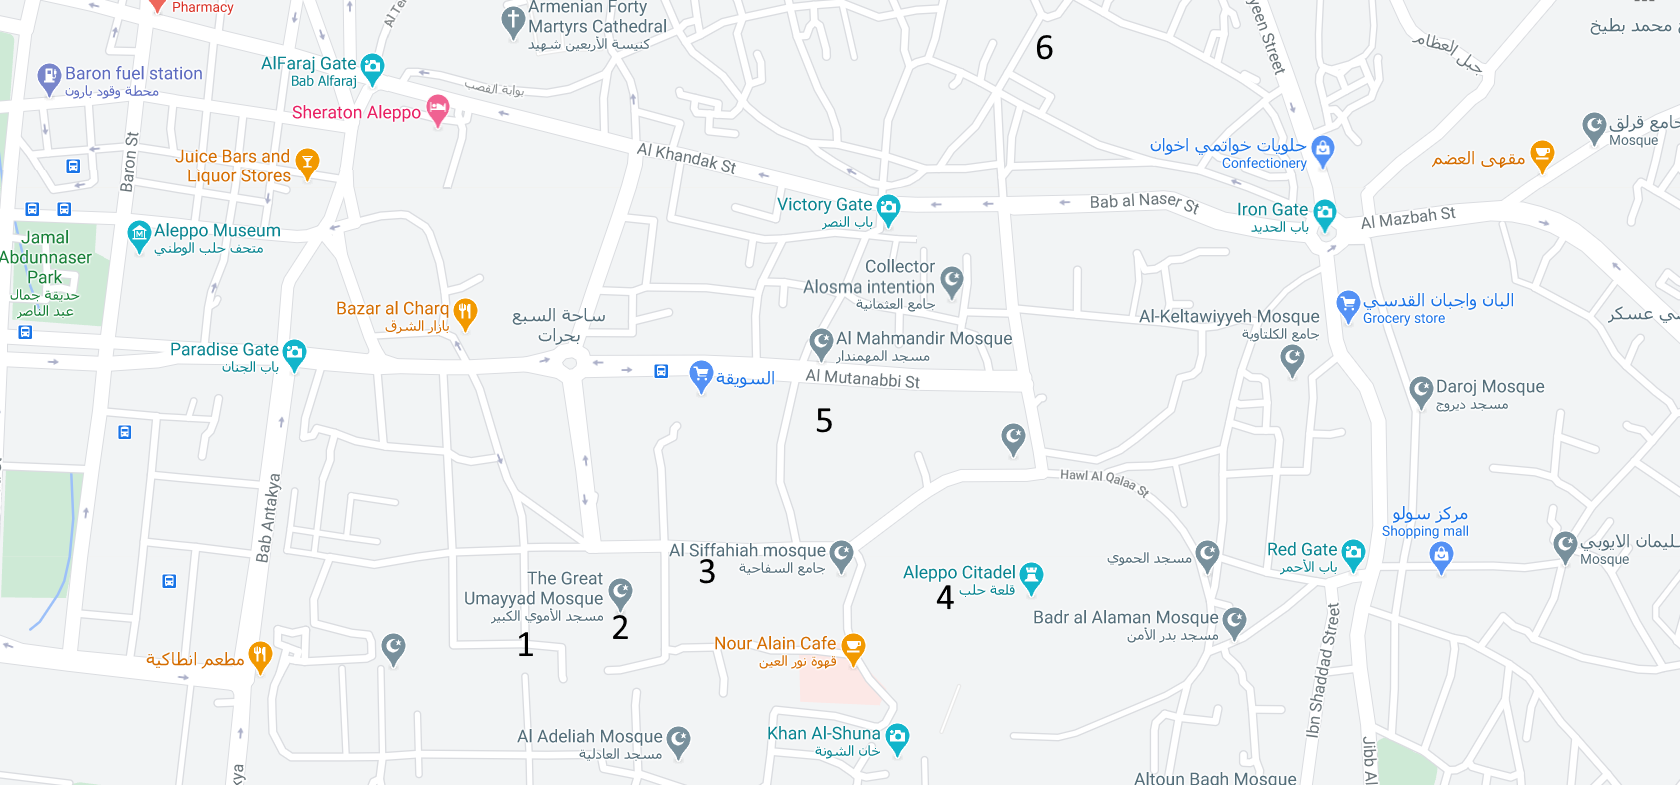 Pharmacy
Armenian Forty
Martyrs Cathedral
كنيسة الأربعين شهيد
6
جبل العظام
محمد بطيخ
AlFaraj Gate
Bab Alfaraj
Baron fuel station
محطة وقود بارون
Sheraton Aleppo
بوابة القصب
Juice Bars and
Liquor Stores
Baron St
Al Khandak St
حلويات خواتمي اخوان
Confectionery
مقهى العضم
جامع قرلق
Mosque
Victory Gate
باب النصر
Bab al Naser St
Iron Gate
باب الحديد
Al Mazbah St
Aleppo Museum
متحف حلب الوطني
Jamal
Abdunnaser
Park
حديقة جمال
عبد الناصر
Collector
Alosma intention
جامع العثمانية
Bazar al Charq
بازار الشرق
ساحة السبع
بحرات
Al-Keltawiyyeh Mosque
جامع الكلتاوية
البان واجبان القدسي
Grocery store
عسكر
Paradise Gate
باب الجنان
Al Mahmandir Mosque
مسجد المهمندار
السويقة
Al Mutanabbi St
5
Daroj Mosque
مسجد ديروج
Hawl Al Qalaa St
Bab Antakya
مركز سولو
Shopping mall
Al Siffahiah mosque
جامع السفاحية
3
Aleppo Citadel
قلعة حلب
4
مسجد الحموي
Red Gate
باب الأحمر
سليمان الايوبي
Mosque
The Great
Umayyad Mosque
مسجد الأموي الكبير
1
2
Badr al Alaman Mosque
مسجد بدر الأمن
Nour Alain Cafe
قهوة نور العين
مطعم انطاكية
Ibn Shaddad Street
Al Adeliah Mosque
مسجد العادلية
Khan Al-Shuna
خان الشونة
Altoun Bagh Mosque
Jibb Al